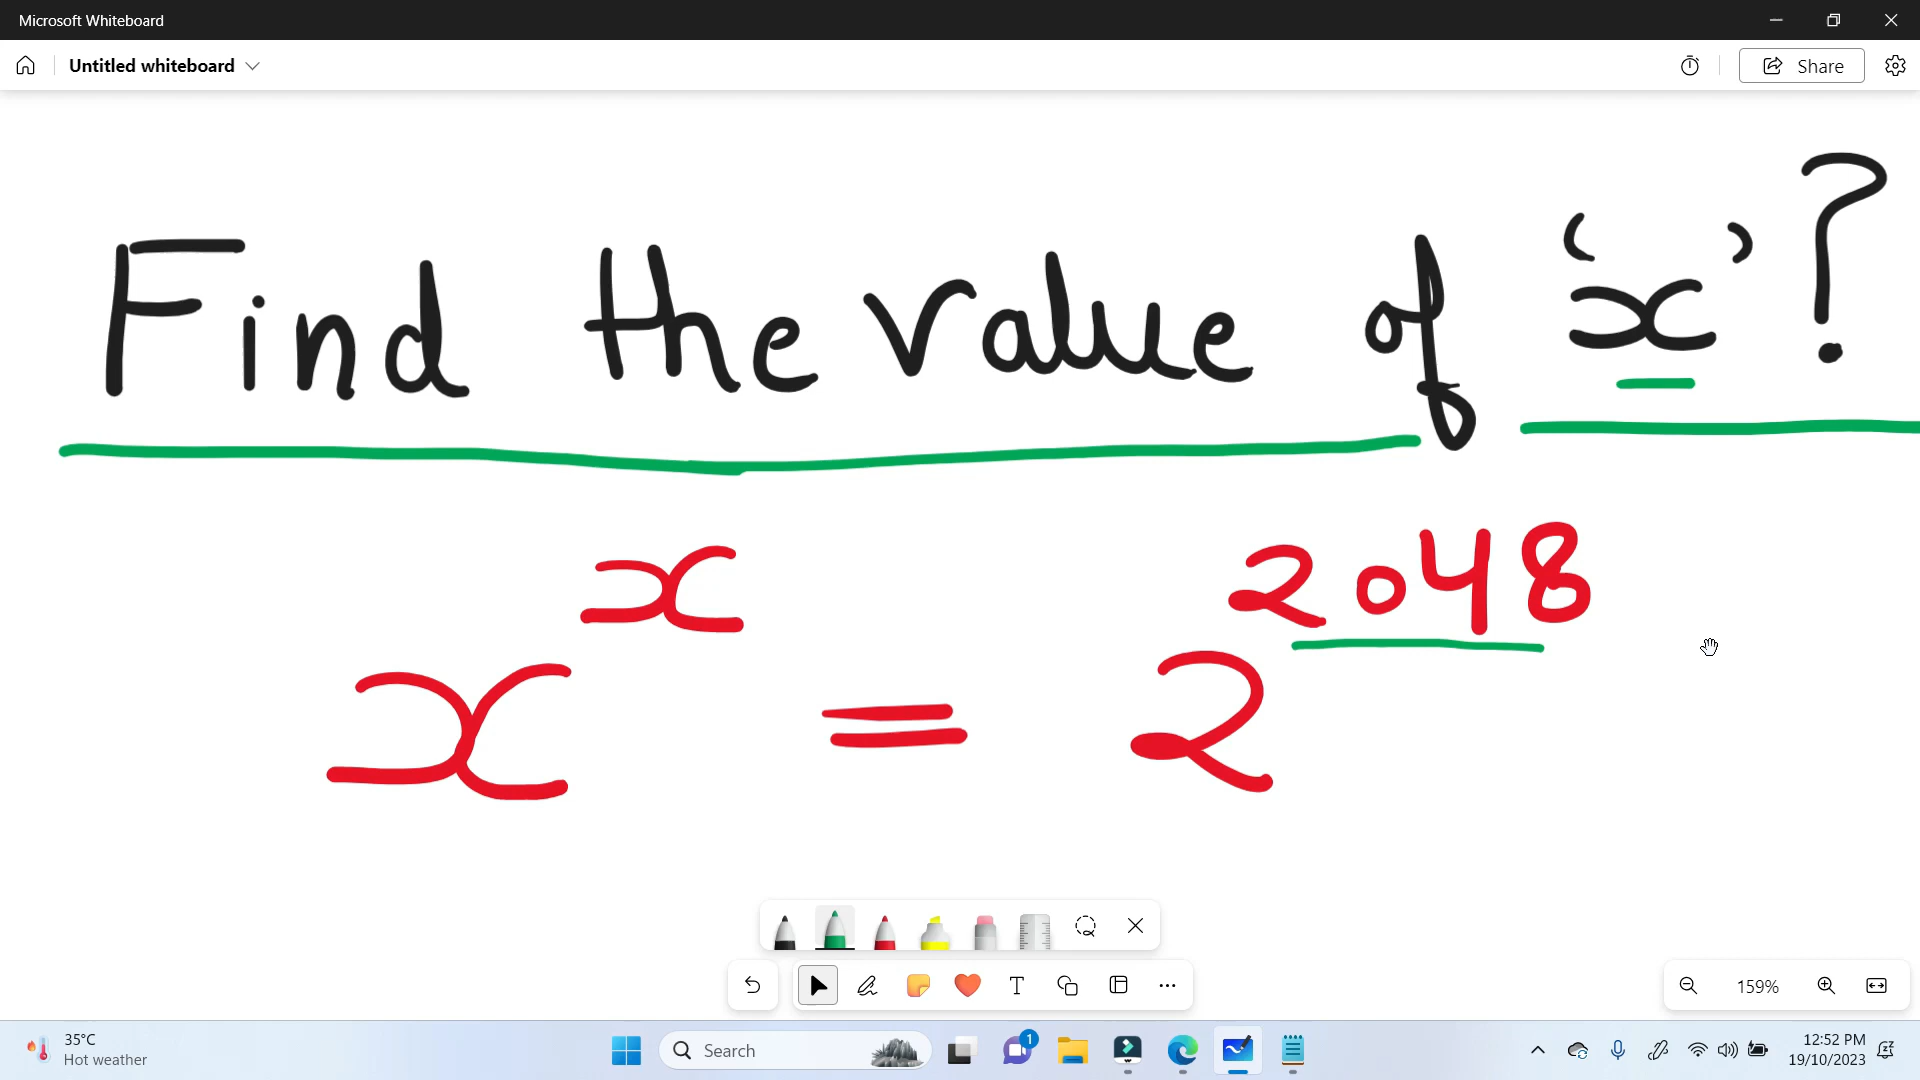 Microsoft Whiteboard
Untitled whiteboard
Share
Find the value of 'x'?
x^x = 2^2048
159%
35°C
Hot weather
Search
1
12:52 PM
19/10/2023